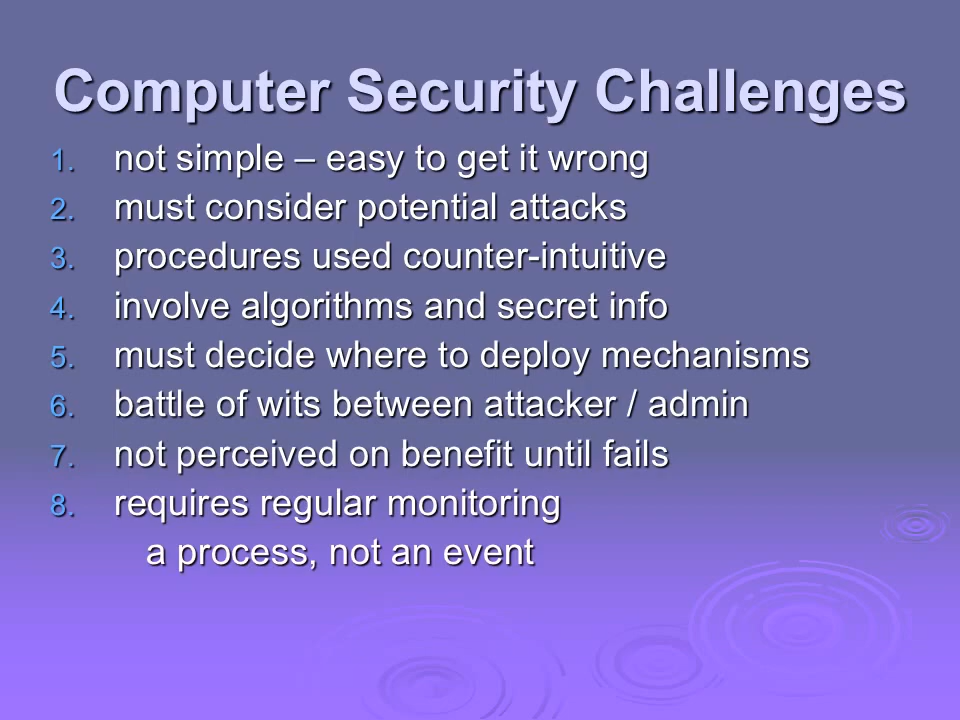 Computer Security Challenges
1. not simple – easy to get it wrong
2. must consider potential attacks
3. procedures used counter-intuitive
4. involve algorithms and secret info
5. must decide where to deploy mechanisms
6. battle of wits between attacker / admin
7. not perceived on benefit until fails
8. requires regular monitoring
a process, not an event